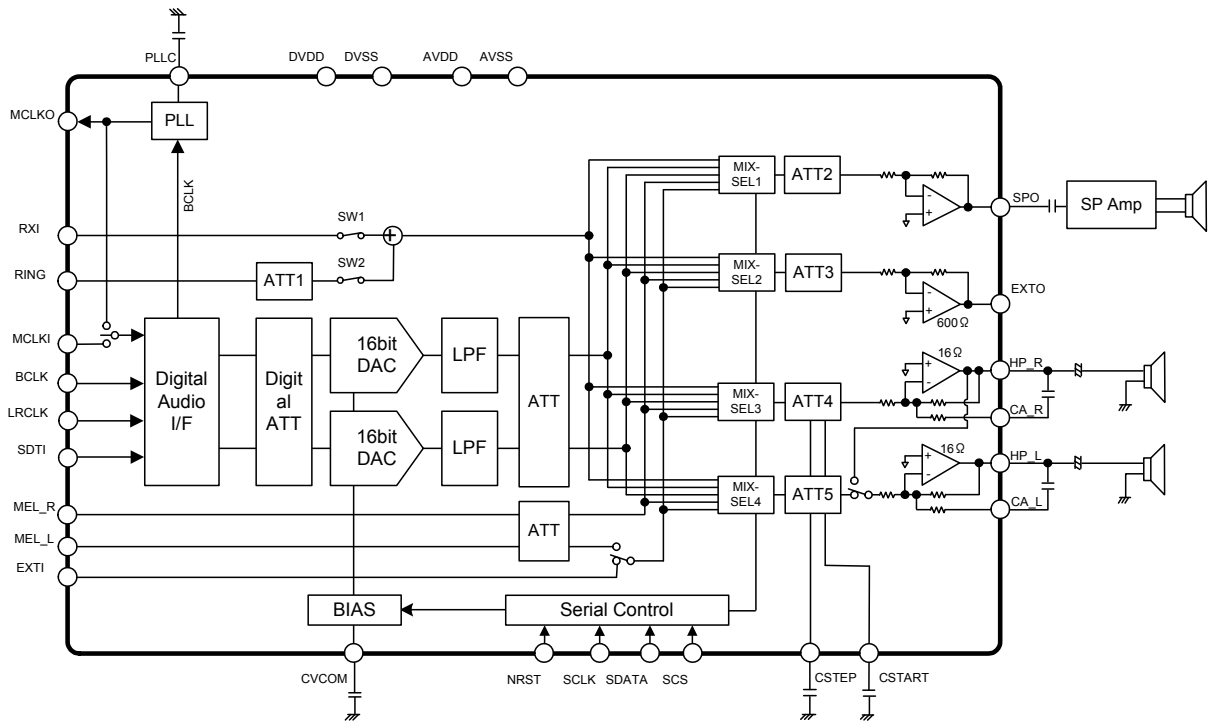 PLLC
DVDD
DVSS
AVDD
AVSS
MCLKO
PLL
BCLK
MIX-
SEL1
ATT2
-
+
SPO
SP Amp
RXI
SW1
+
RING
ATT1
SW2
MIX-
SEL2
ATT3
-
+
600Ω
EXTO
MCLKI
BCLK
LRCLK
SDTI
Digital
Audio
I/F
Digit
al
ATT
16bit
DAC
LPF
16bit
DAC
LPF
ATT
MIX-
SEL3
ATT4
16Ω
+
-
HP_R
CA_R
MIX-
SEL4
ATT5
16Ω
+
-
HP_L
CA_L
MEL_R
MEL_L
EXTI
ATT
BIAS
Serial Control
CVCOM
NRST
SCLK
SDATA
SCS
CSTEP
CSTART